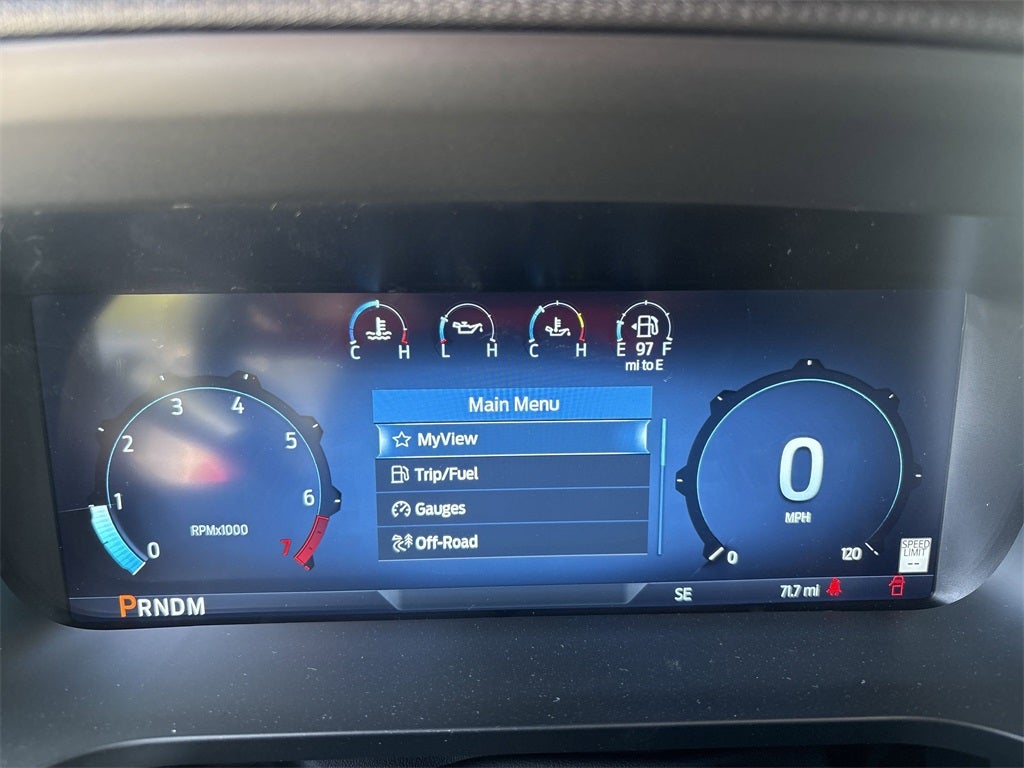 C H
L H
C H
E 97 F
mi to E
Main Menu
MyView
Trip/Fuel
Gauges
Off-Road
0 1 2 3 4 5 6 7
RPMx1000
0
MPH
0 120
SPEED
LIMIT
--
PRNDM
SE
71.7 mi